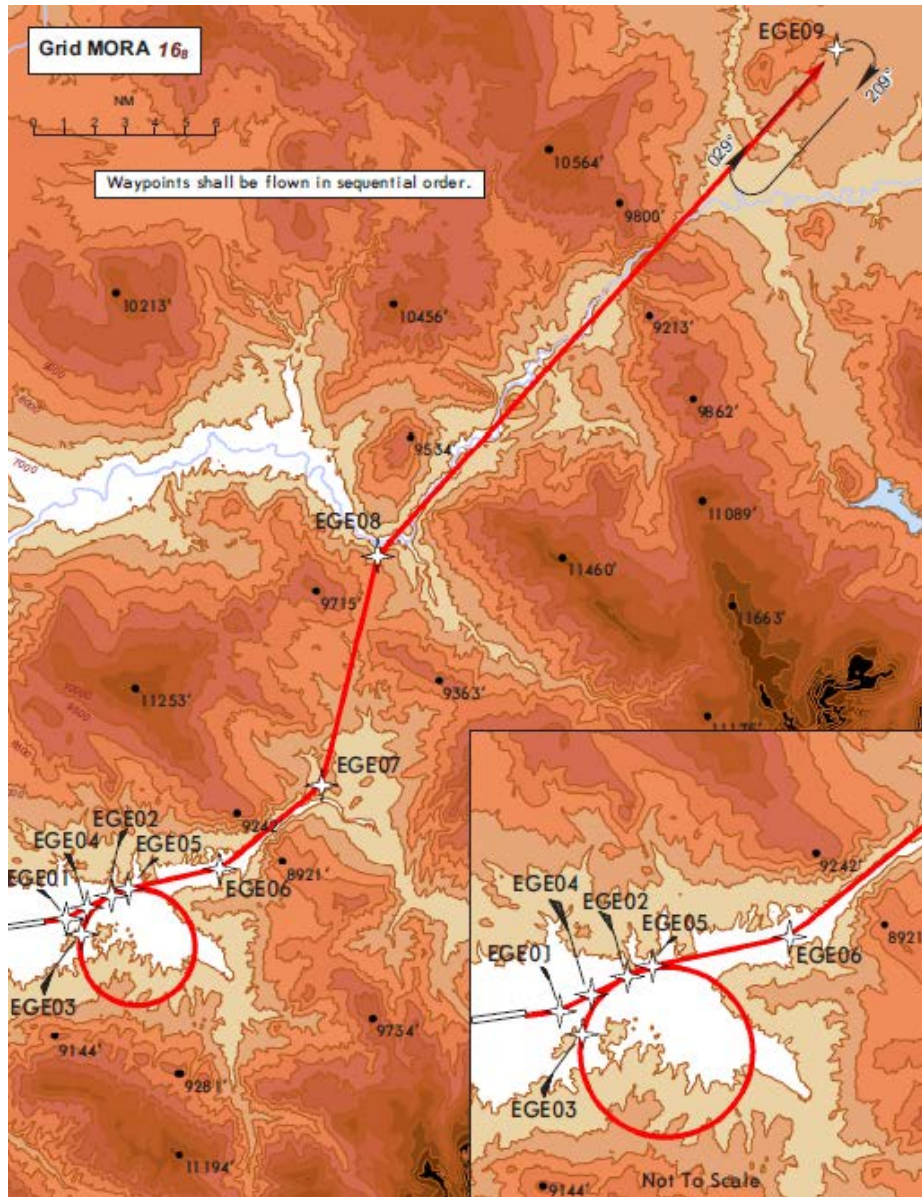 Grid MORA 16₈
NM
0 1 2 3 4 5 6
Waypoints shall be flown in sequential order.
EGE09
209°
029°
10564'
9800'
10213'
10456'
9213'
9862'
9534'
7000
EGE08
11089'
11460'
9715'
11663'
9363'
11253'
EGE07
9242'
EGE02
EGE04
EGE05
8921'
EGE01
EGE06
EGE03
9734'
9144'
9281'
11194'
9242'
EGE04
EGE02
EGE05
8921
EGE01
EGE06
EGE03
Not To Scale
9144'